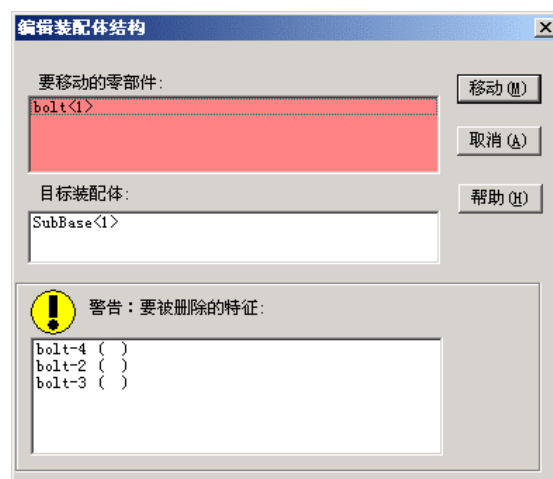 编辑装配体结构
要移动的零部件:
移动(M)
bolt<1>
取消(A)
目标装配体:
帮助(H)
SubBase<1>
警告：要被删除的特征:
bolt-4 ( )
bolt-2 ( )
bolt-3 ( )